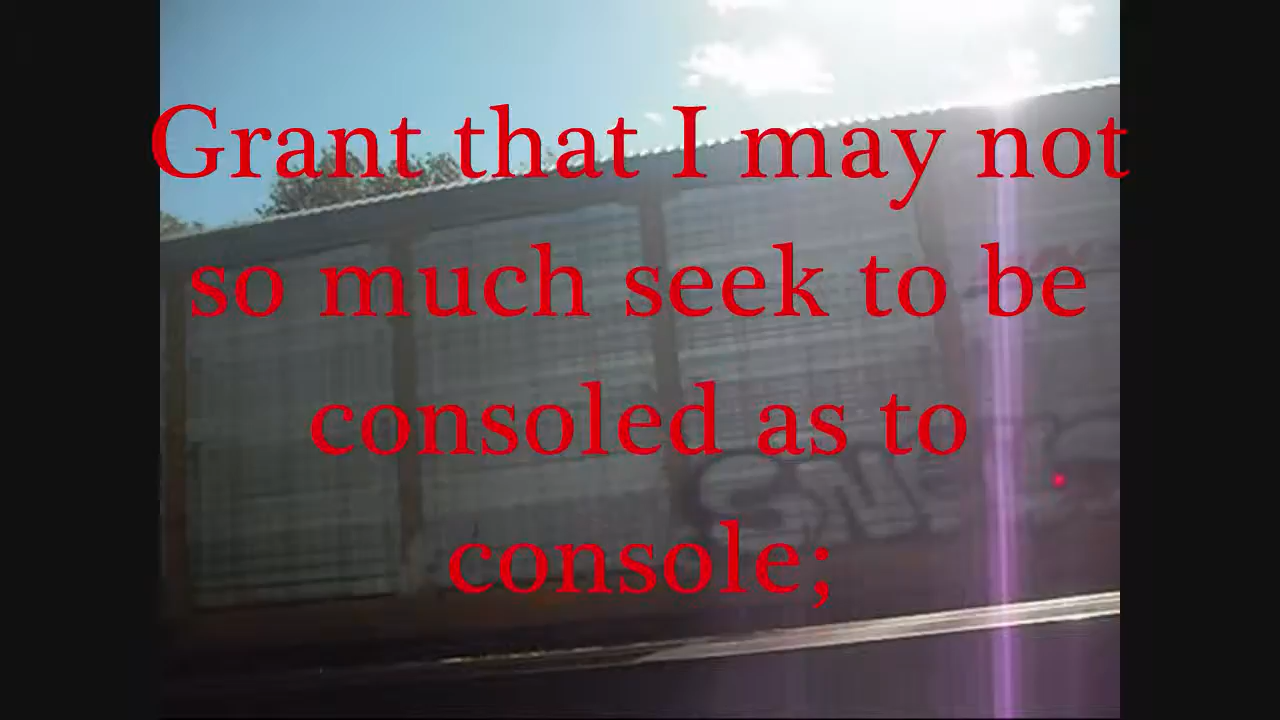 Grant that I may not
so much seek to be
consoled as to
console;